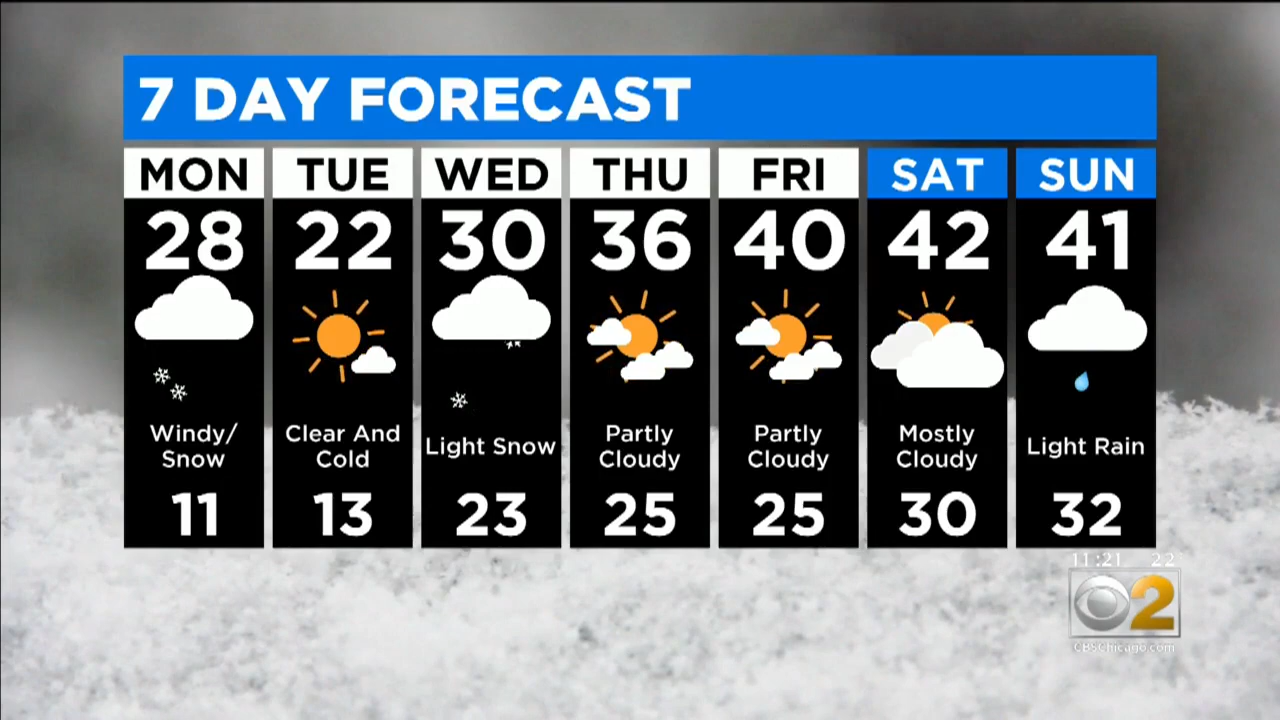 7 DAY FORECAST
MON TUE WED THU FRI SAT SUN
28 22 30 36 40 42 41
Windy/
Snow
Clear And
Cold
Light Snow
Partly
Cloudy
Partly
Cloudy
Mostly
Cloudy
Light Rain
11 13 23 25 25 30 32
11:21 22°
2
CBSChicago.com